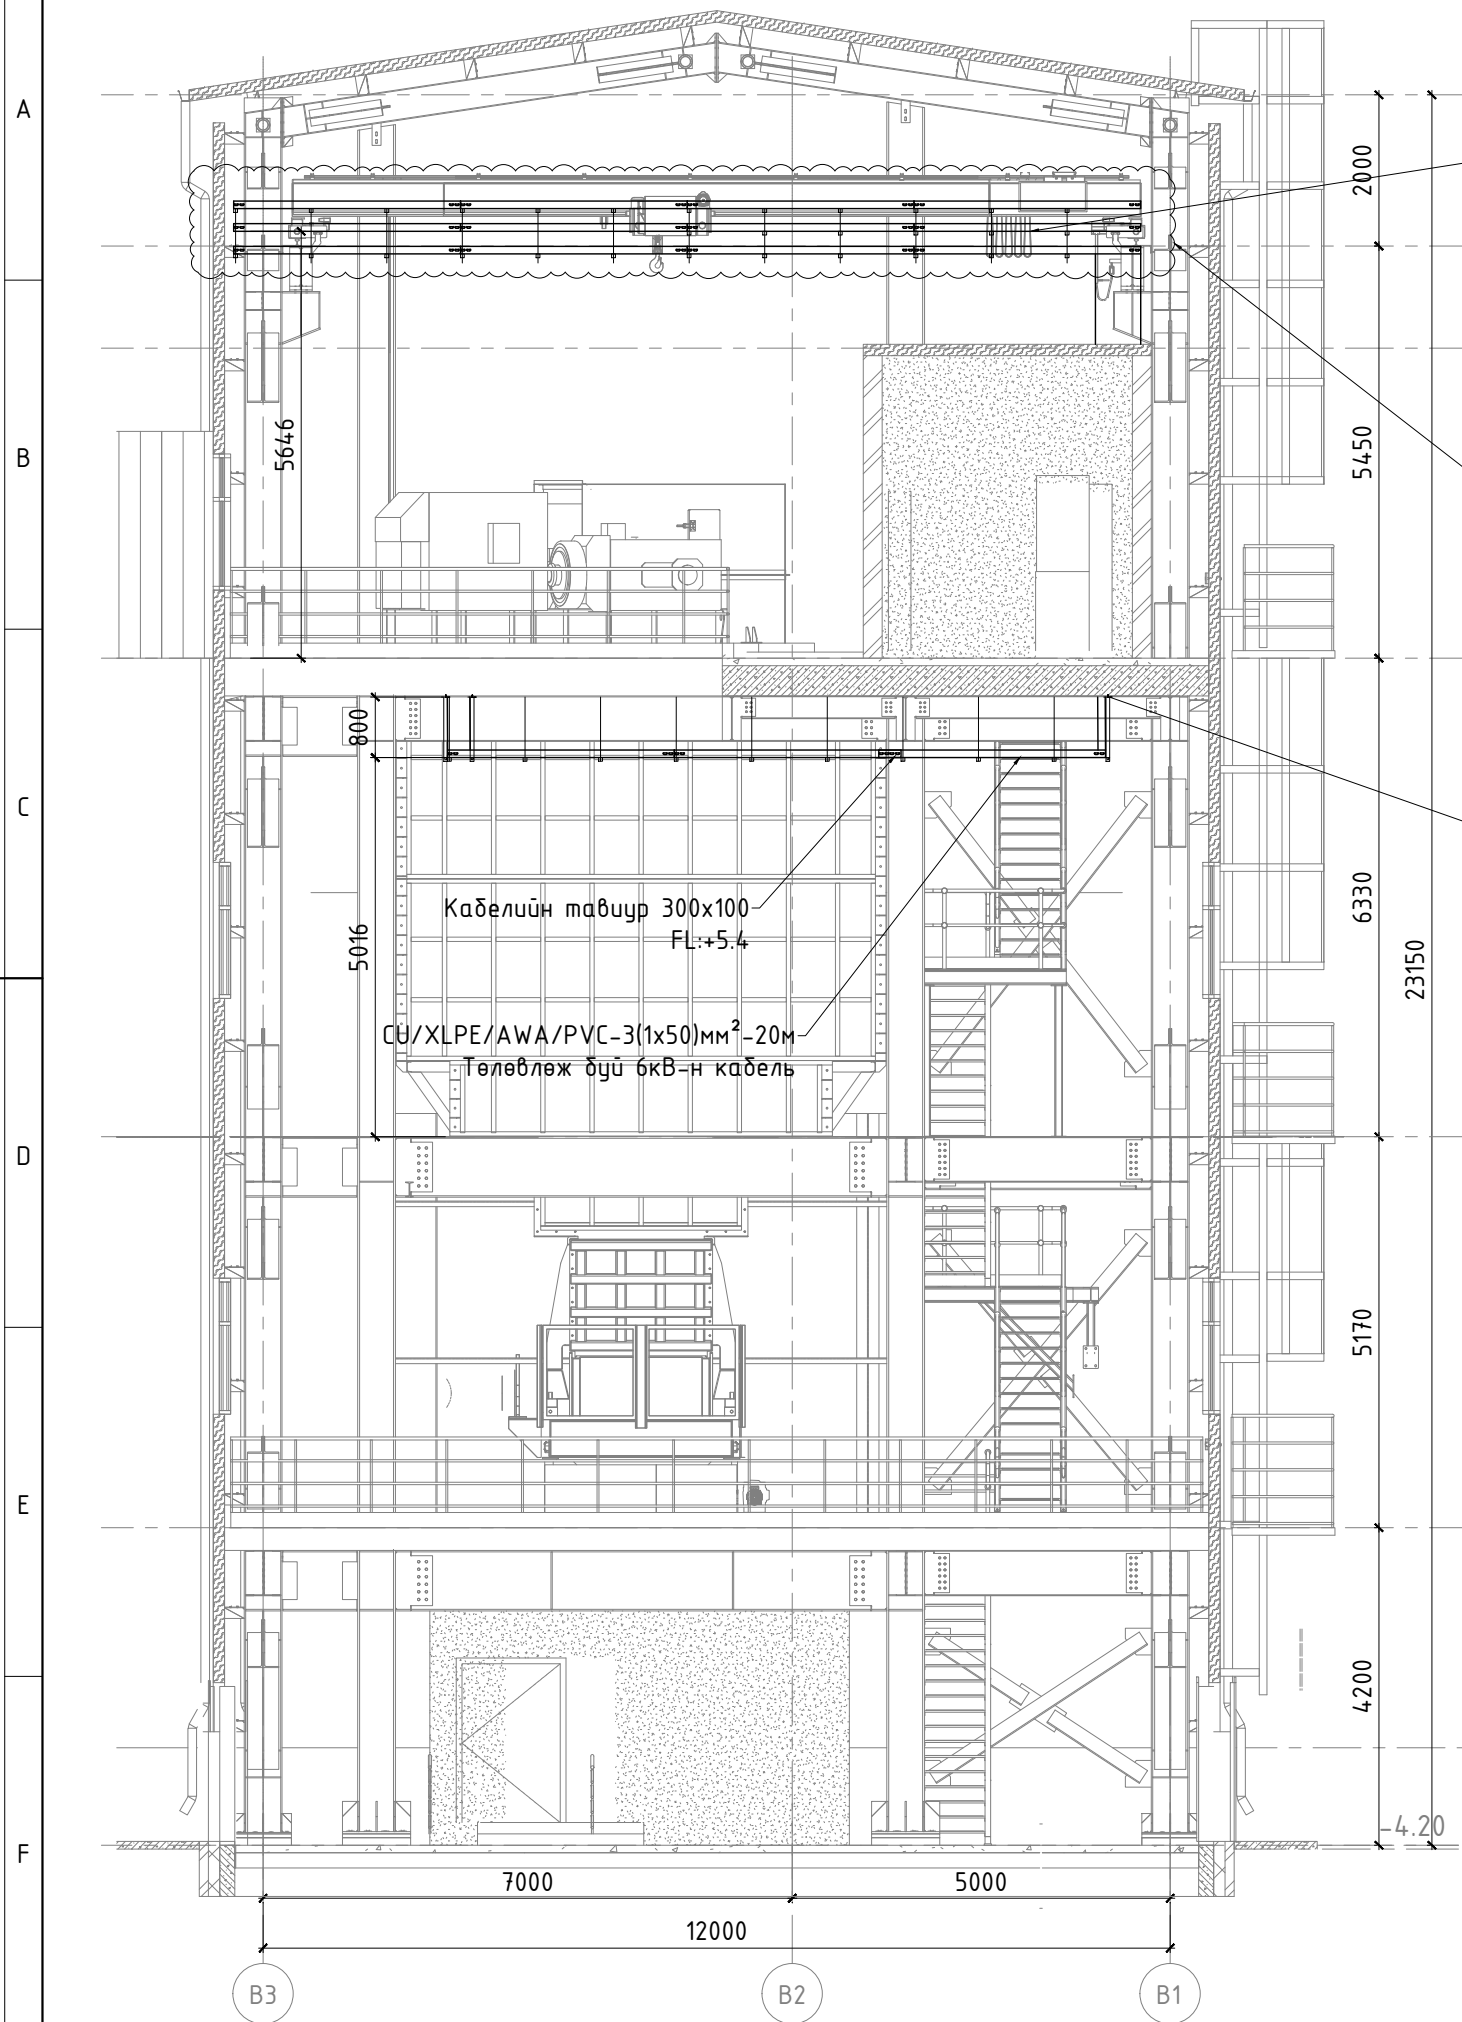 A
B
C
D
E
F
2000
5450
5646
800
6330
Кабелийн тавиур 300x100
FL:+5.4
5016
23150
CU/XLPE/AWA/PVC-3(1x50)мм²-20м
Төлөвлөж буй 6кВ-н кабель
5170
4200
-4.20
7000
5000
12000
B3
B2
B1